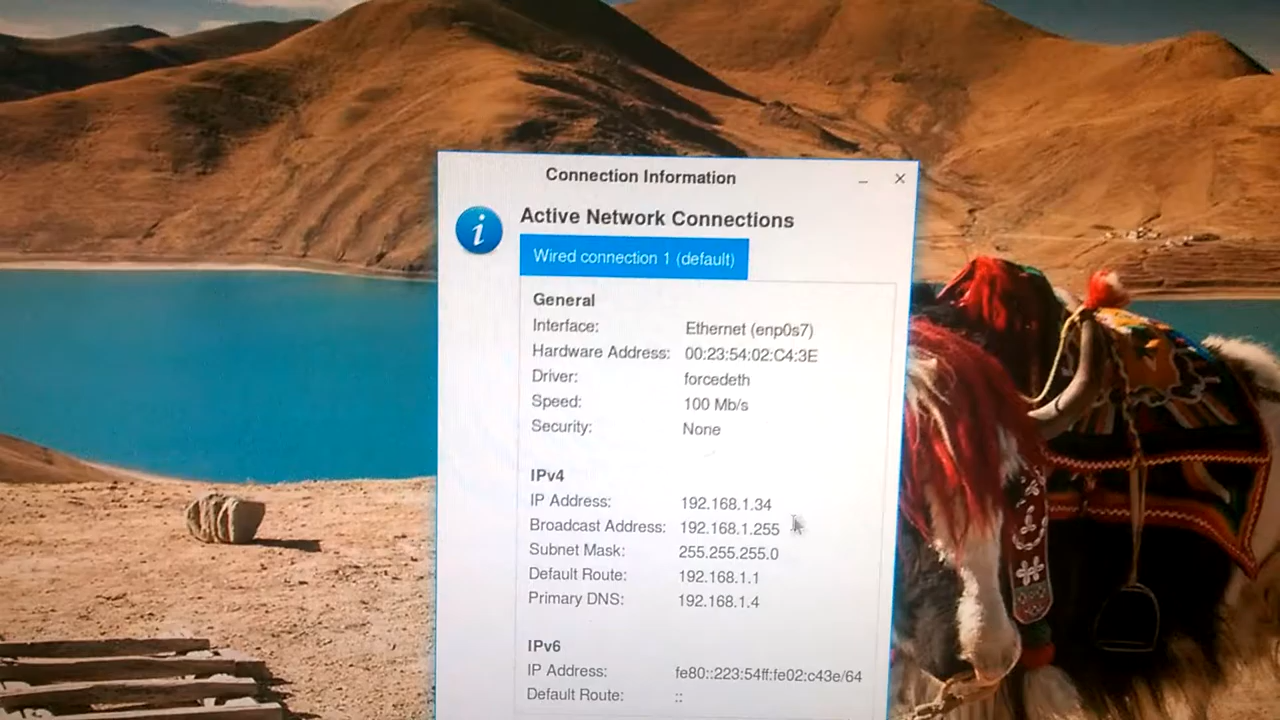 Connection Information
Active Network Connections
Wired connection 1 (default)
General
Interface: Ethernet (enp0s7)
Hardware Address: 00:23:54:02:C4:3E
Driver: forcedeth
Speed: 100 Mb/s
Security: None
IPv4
IP Address: 192.168.1.34
Broadcast Address: 192.168.1.255
Subnet Mask: 255.255.255.0
Default Route: 192.168.1.1
Primary DNS: 192.168.1.4
IPv6
IP Address: fe80::223:54ff:fe02:c43e/64
Default Route: ::